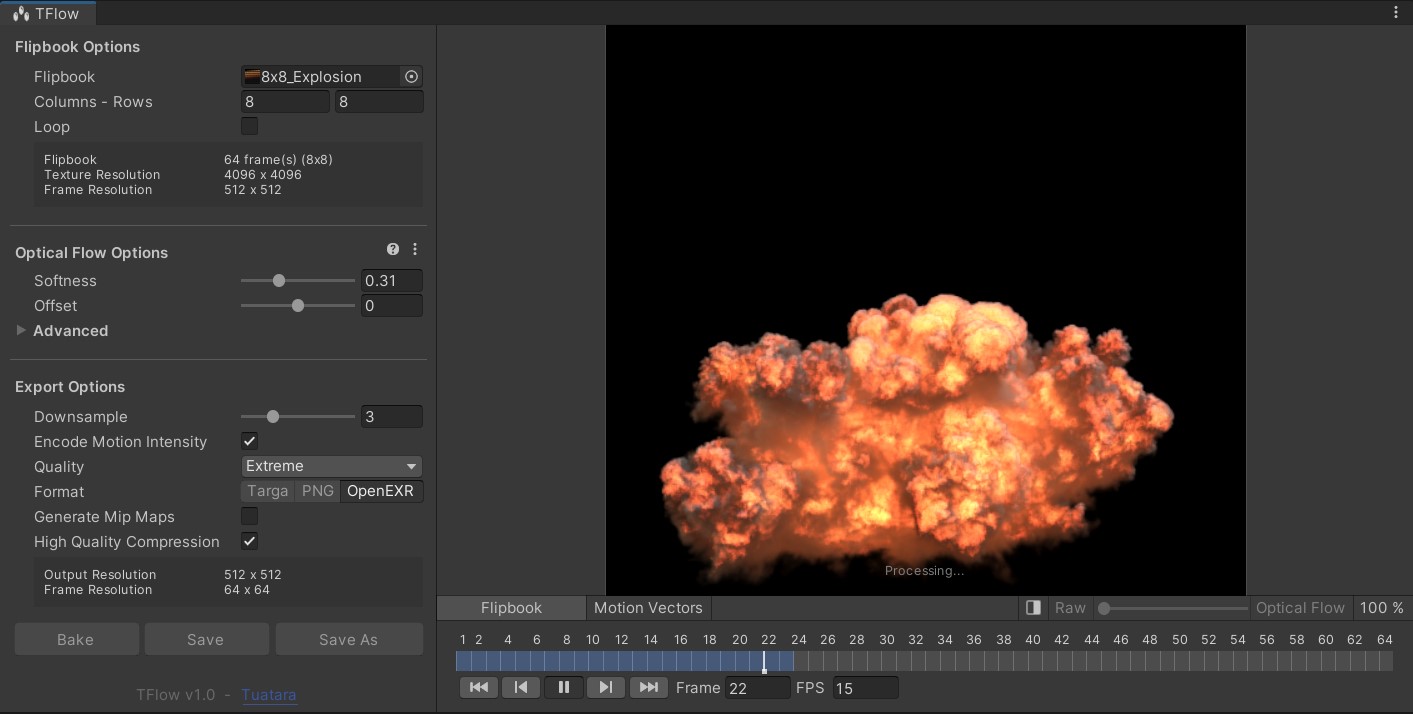 TFlow
Flipbook Options
Flipbook 8x8_Explosion
Columns - Rows 8 8
Loop
Flipbook 64 frame(s) (8x8)
Texture Resolution 4096 x 4096
Frame Resolution 512 x 512
Optical Flow Options ?
Softness 0.31
Offset 0
Advanced
Export Options
Downsample 3
Encode Motion Intensity
Quality Extreme
Format Targa PNG OpenEXR
Generate Mip Maps
High Quality Compression
Output Resolution 512 x 512
Frame Resolution 64 x 64
Bake Save Save As
TFlow v1.0 - Tuatara
Processing...
Flipbook Motion Vectors Raw Optical Flow 100 %
1 2 4 6 8 10 12 14 16 18 20 22 24 26 28 30 32 34 36 38 40 42 44 46 48 50 52 54 56 58 60 62 64
Frame 22 FPS 15